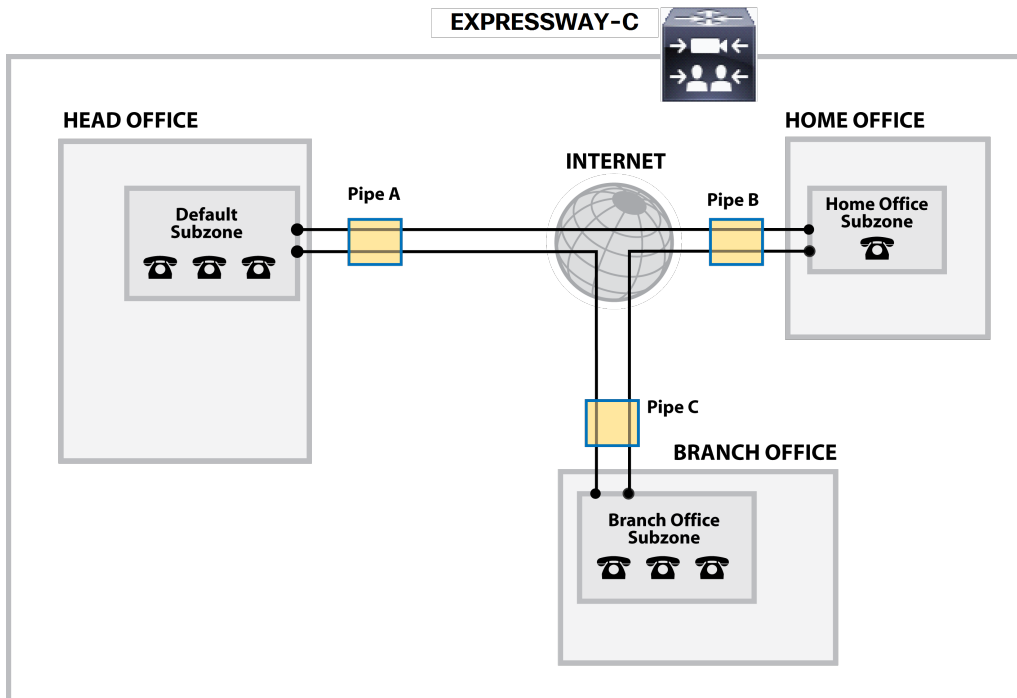 EXPRESSWAY-C
HEAD OFFICE
HOME OFFICE
INTERNET
Pipe A
Pipe B
Default
Subzone
Home Office
Subzone
Pipe C
BRANCH OFFICE
Branch Office
Subzone